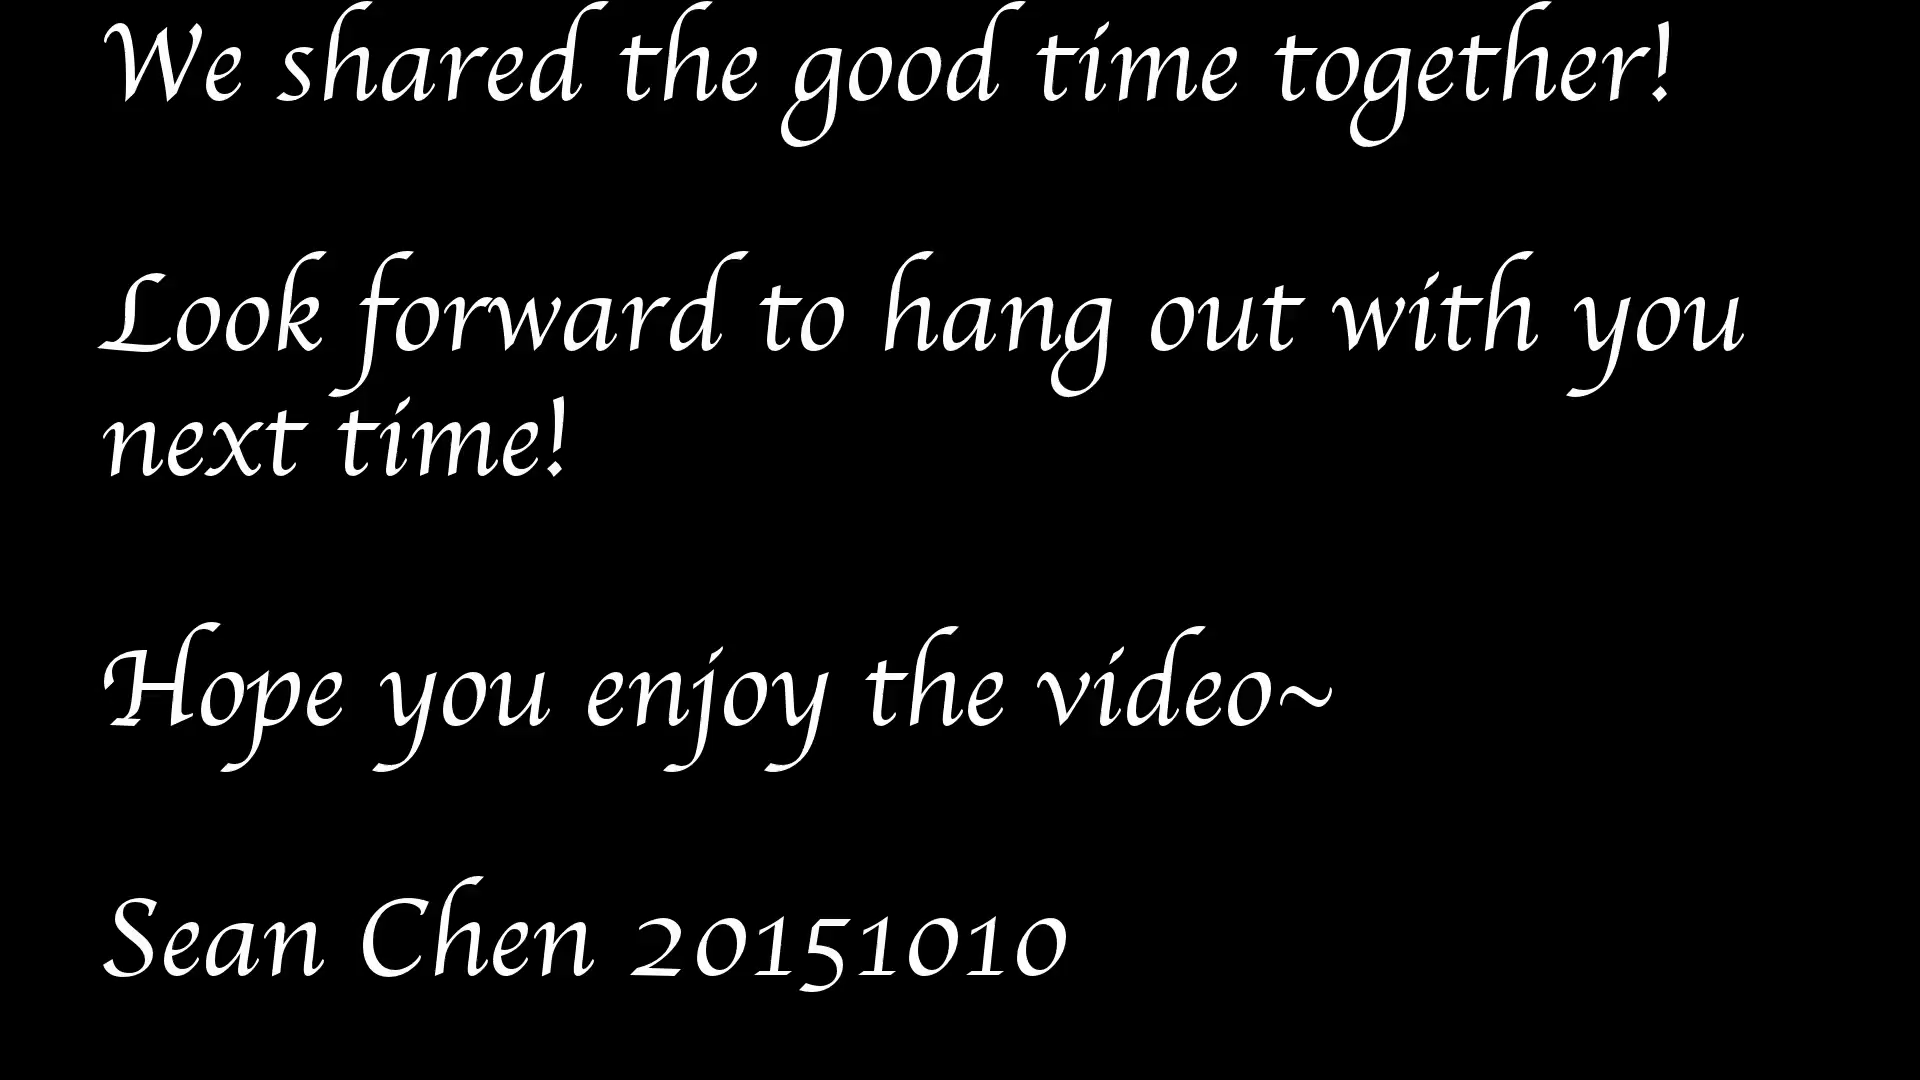 We shared the good time together!
Look forward to hang out with you
next time!
Hope you enjoy the video~
Sean Chen 20151010